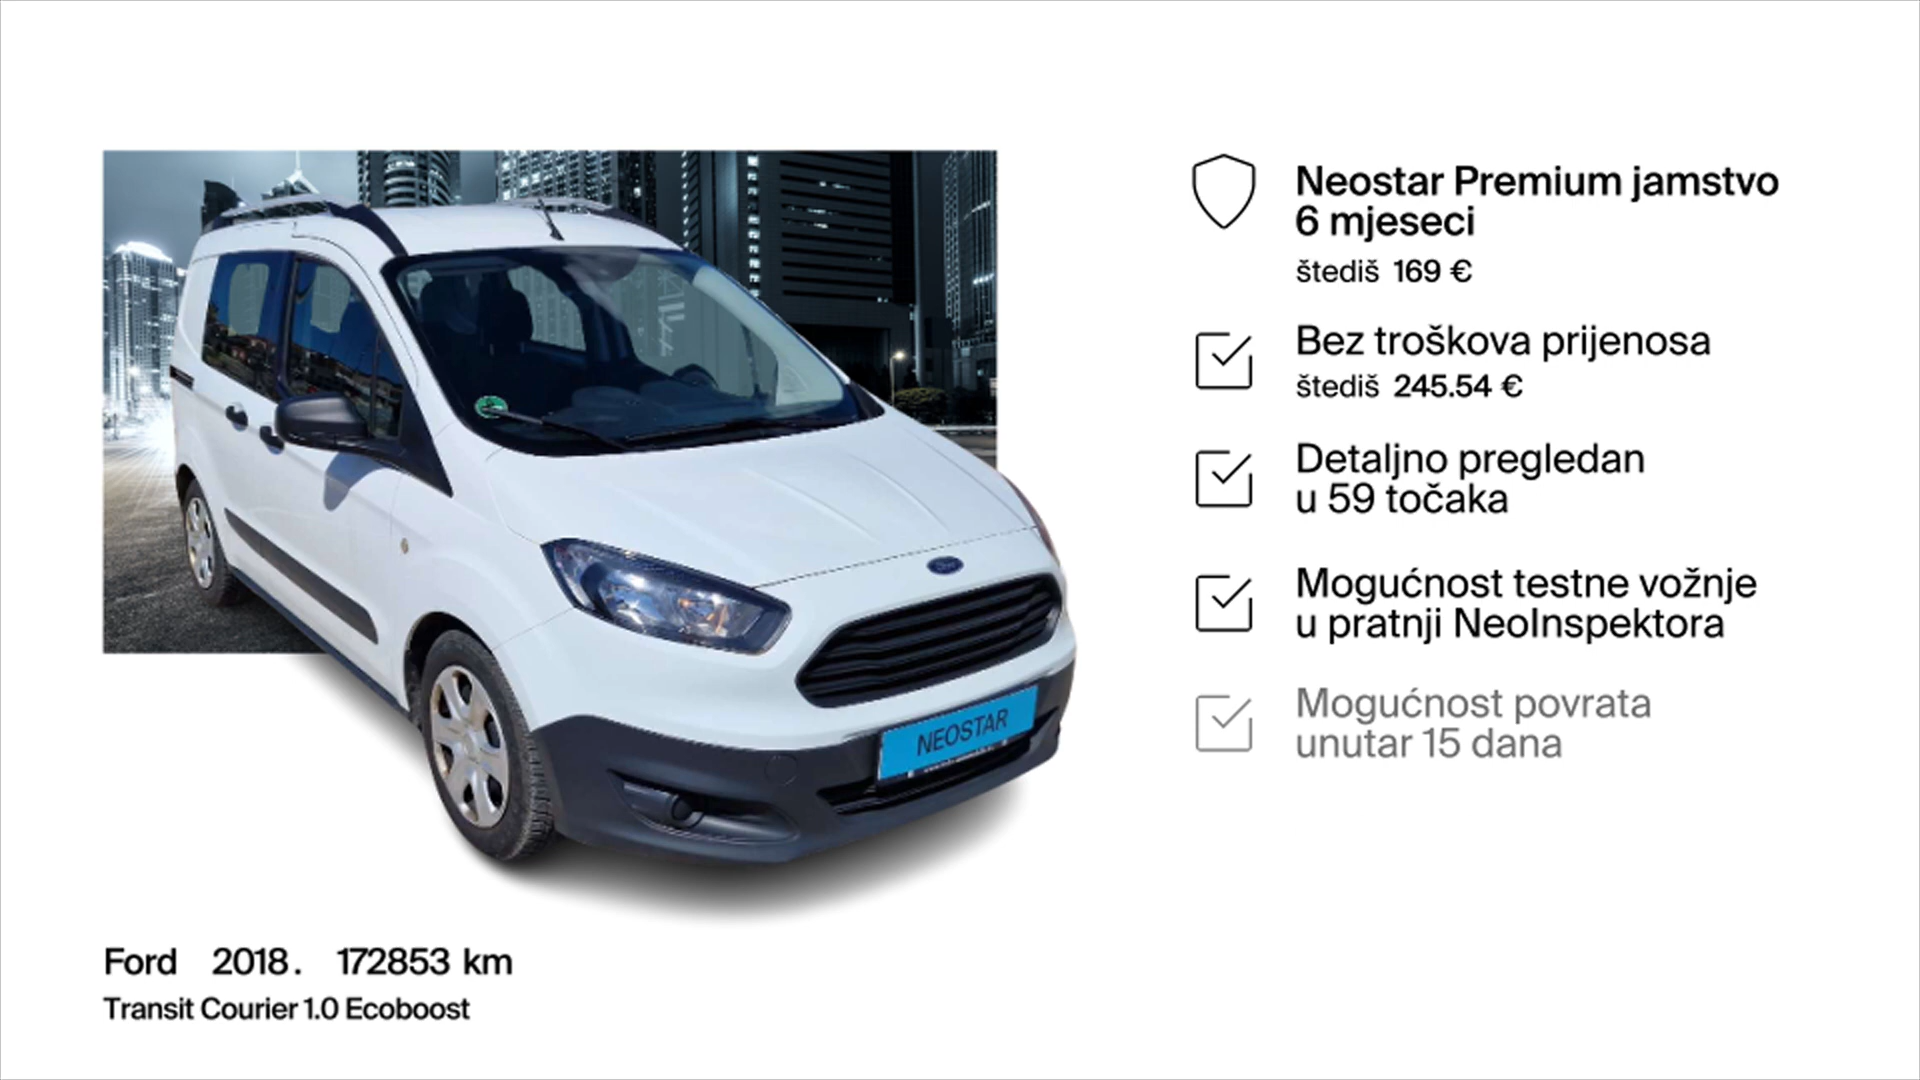 Neostar Premium jamstvo
6 mjeseci
štediš 169 €
Bez troškova prijenosa
štediš 245.54 €
Detaljno pregledan
u 59 točaka
Mogućnost testne vožnje
u pratnji NeoInspektora
Mogućnost povrata
unutar 15 dana
Ford
NEOSTAR
Ford 2018. 172853 km
Transit Courier 1.0 Ecoboost